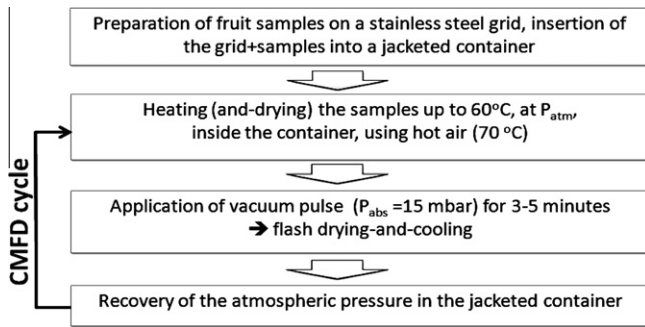 Preparation of fruit samples on a stainless steel grid, insertion of
the grid+samples into a jacketed container
Heating (and-drying) the samples up to 60°C, at Patm,
inside the container, using hot air (70 °C)
Application of vacuum pulse (Pabs =15 mbar) for 3-5 minutes
➔ flash drying-and-cooling
Recovery of the atmospheric pressure in the jacketed container
CMFD cycle